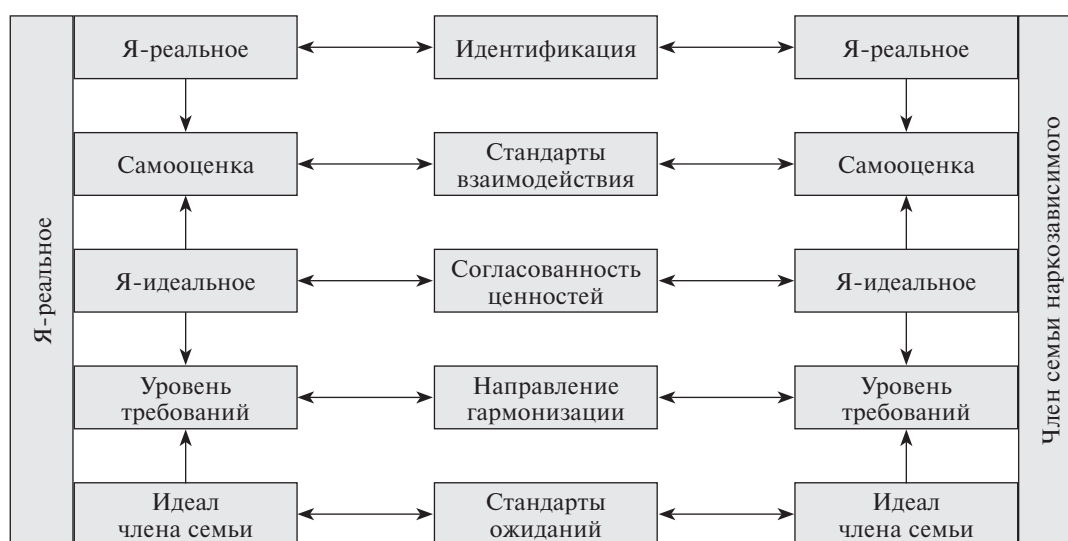 Я-реальное
Я-реальное
Идентификация
Я-реальное
Самооценка
Стандарты
взаимодействия
Самооценка
Я-идеальное
Согласованность
ценностей
Я-идеальное
Уровень
требований
Направление
гармонизации
Уровень
требований
Идеал
члена семьи
Стандарты
ожиданий
Идеал
члена семьи
Член семьи наркозависимого